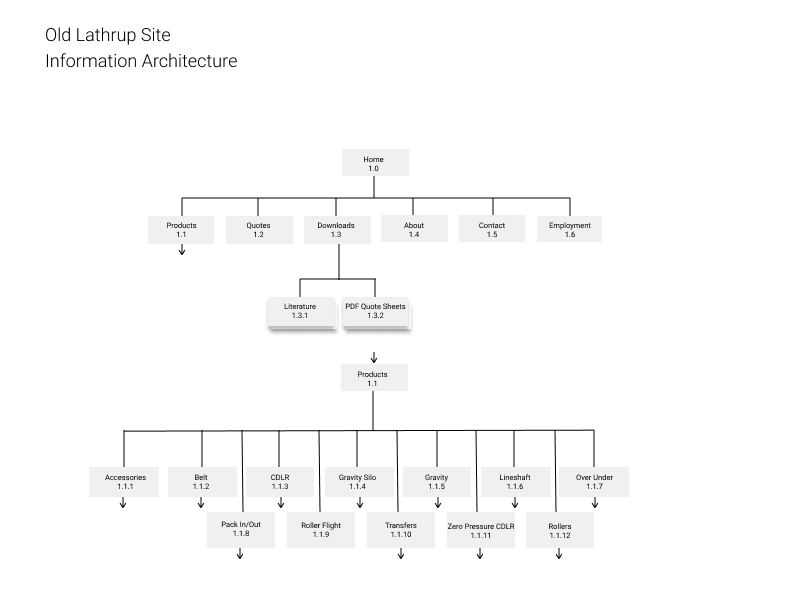 Old Lathrup Site
Information Architecture
Home
1.0
Products
1.1
Quotes
1.2
Downloads
1.3
About
1.4
Contact
1.5
Employment
1.6
Literature
1.3.1
PDF Quote Sheets
1.3.2
Products
1.1
Accessories
1.1.1
Belt
1.1.2
CDLR
1.1.3
Gravity Silo
1.1.4
Gravity
1.1.5
Lineshaft
1.1.6
Over Under
1.1.7
Pack In/Out
1.1.8
Roller Flight
1.1.9
Transfers
1.1.10
Zero Pressure CDLR
1.1.11
Rollers
1.1.12